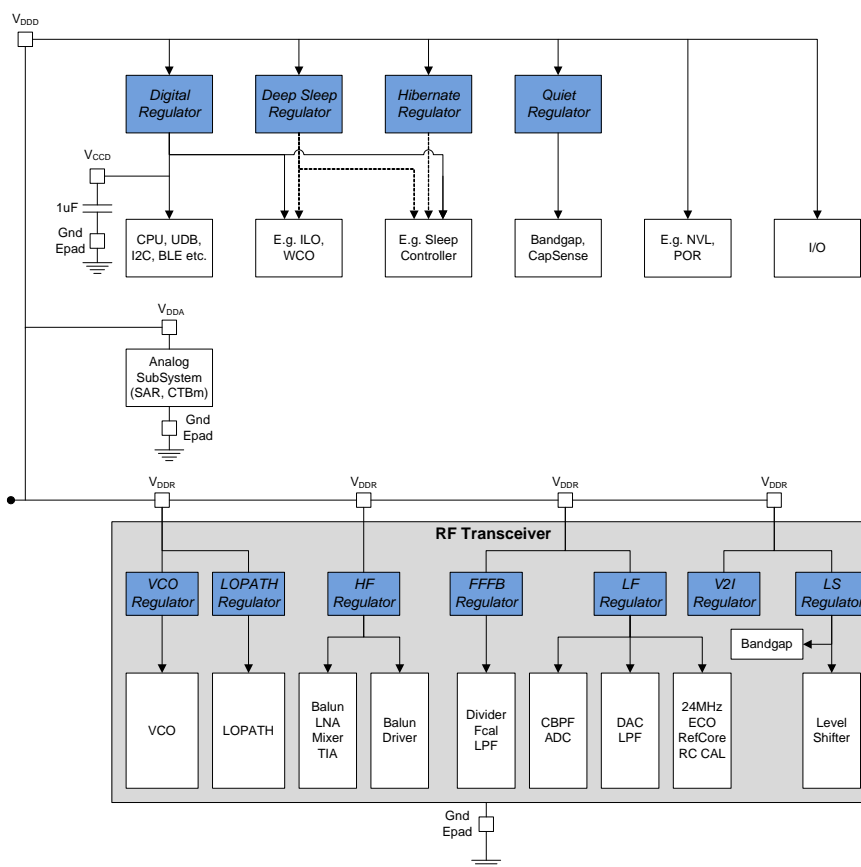 VDDD
Digital
Regulator
Deep Sleep
Regulator
Hibernate
Regulator
Quiet
Regulator
VCCD
1uF
Gnd
Epad
CPU, UDB,
I2C, BLE etc.
E.g. ILO,
WCO
E.g. Sleep
Controller
Bandgap,
CapSense
E.g. NVL,
POR
I/O
VDDA
Analog
SubSystem
(SAR, CTBm)
Gnd
Epad
VDDR
VDDR
VDDR
VDDR
RF Transceiver
VCO
Regulator
LOPATH
Regulator
HF
Regulator
FFFB
Regulator
LF
Regulator
V2I
Regulator
LS
Regulator
Bandgap
VCO
LOPATH
Balun
LNA
Mixer
TIA
Balun
Driver
Divider
Fcal
LPF
CBPF
ADC
DAC
LPF
24MHz
ECO
RefCore
RC CAL
Level
Shifter
Gnd
Epad